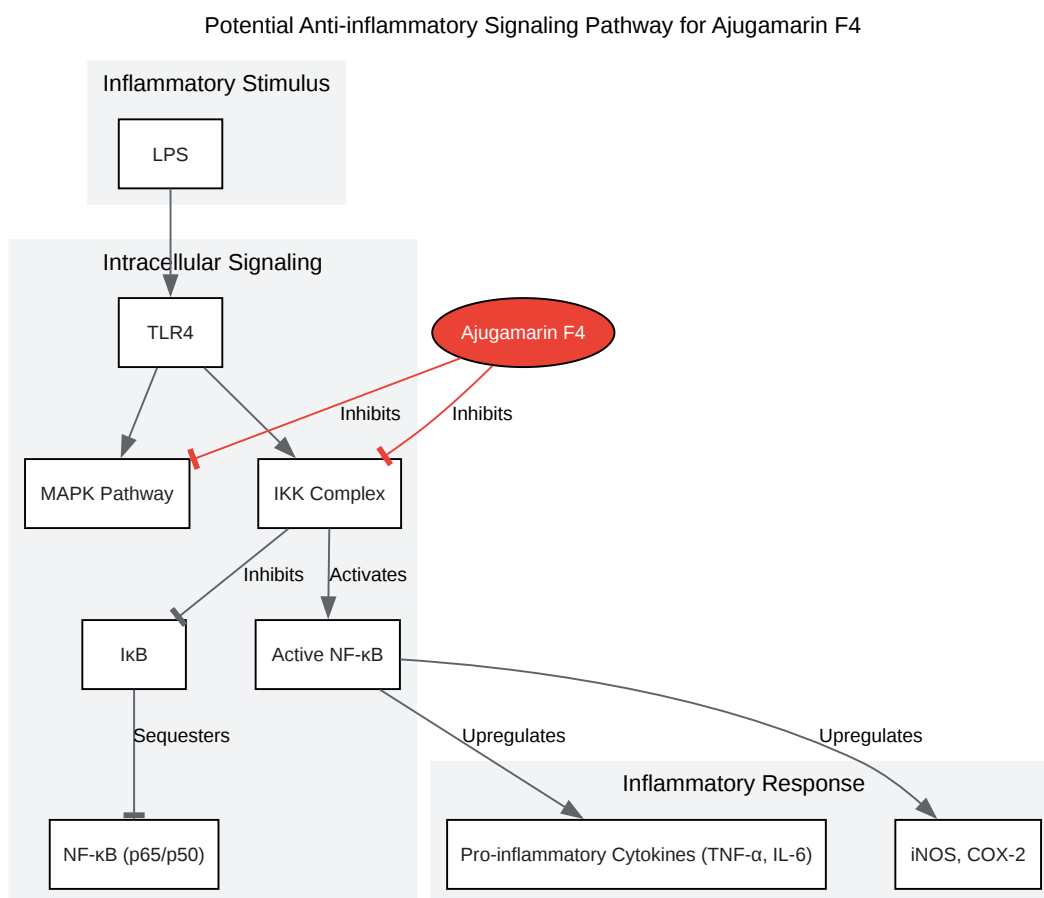 Potential Anti-inflammatory Signaling Pathway for Ajugamarin F4
Inflammatory Stimulus
LPS
Intracellular Signaling
TLR4
Ajugamarin F4
Inhibits
Inhibits
MAPK Pathway
IKK Complex
Inhibits
Activates
IκB
Active NF-κB
Sequesters
Upregulates
Upregulates
Inflammatory Response
NF-κB (p65/p50)
Pro-inflammatory Cytokines (TNF-α, IL-6)
iNOS, COX-2